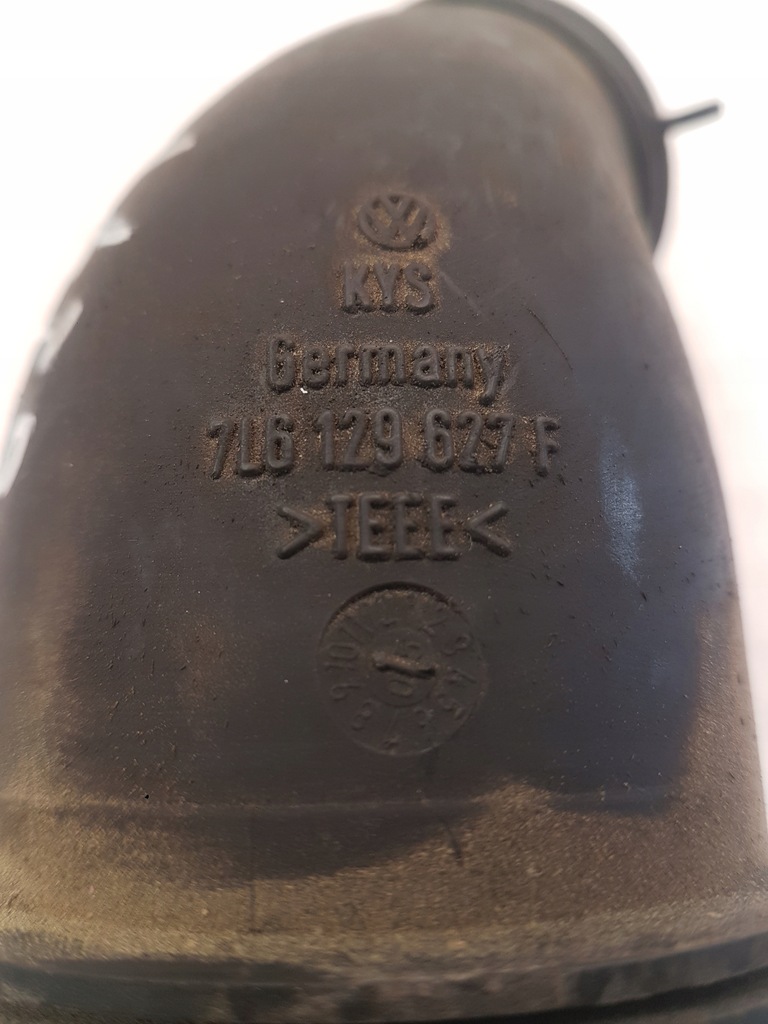 KYS
Germany
7L6 129 627 F
>TEEE<